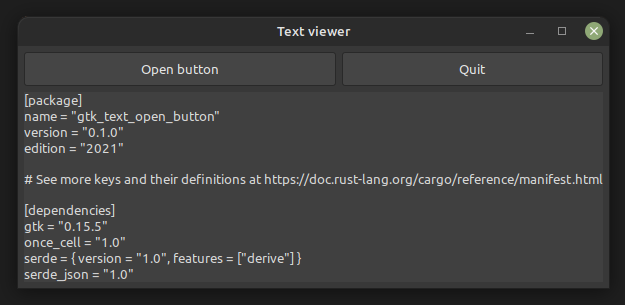 Text viewer
Open button
Quit
[package]
name = "gtk_text_open_button"
version = "0.1.0"
edition = "2021"
# See more keys and their definitions at https://doc.rust-lang.org/cargo/reference/manifest.html
[dependencies]
gtk = "0.15.5"
once_cell = "1.0"
serde = { version = "1.0", features = ["derive"] }
serde_json = "1.0"